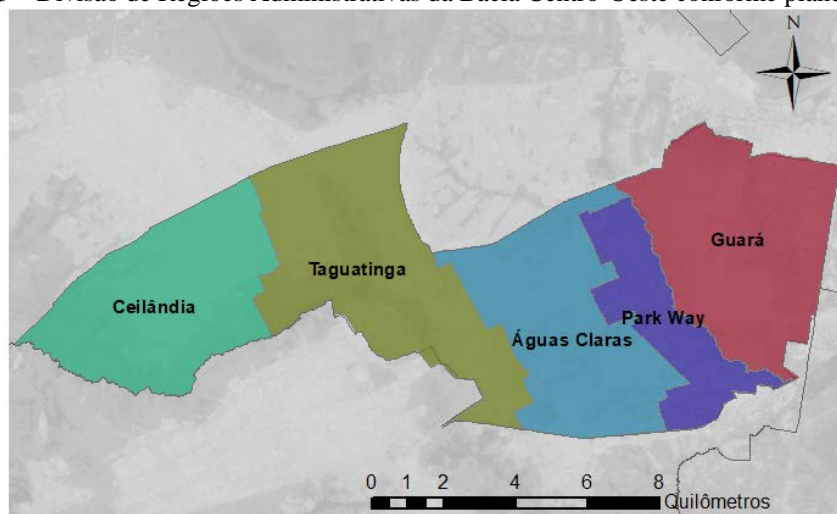 Divisão de Regiões Administrativas da Bacia Centro-Oeste conforme
N
Guará
Taguatinga
Ceilândia
Park Way
Águas Claras
0 1 2 4 6 8
Quilômetros